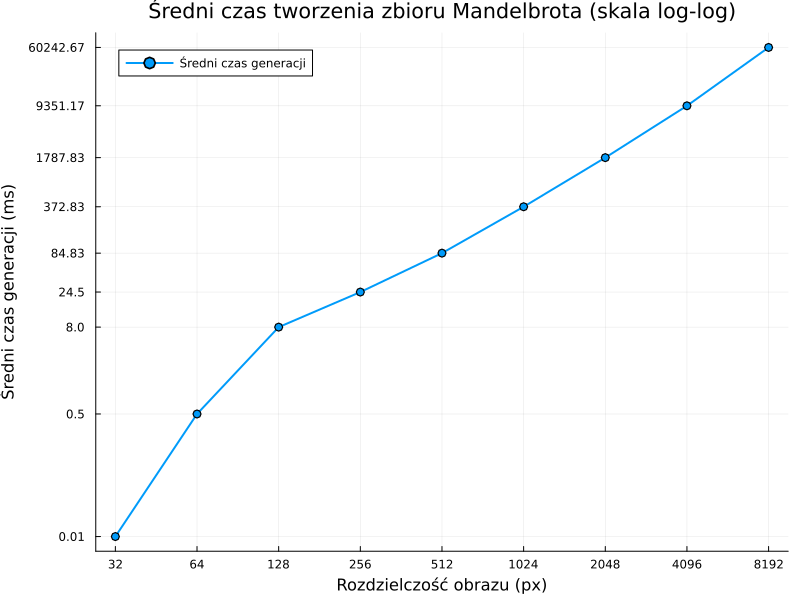 Średni czas tworzenia zbioru Mandelbrota (skala log-log)
Średni czas generacji
Średni czas generacji (ms)
60242.67
9351.17
1787.83
372.83
84.83
24.5
8.0
0.5
0.01
32 64 128 256 512 1024 2048 4096 8192
Rozdzielczość obrazu (px)